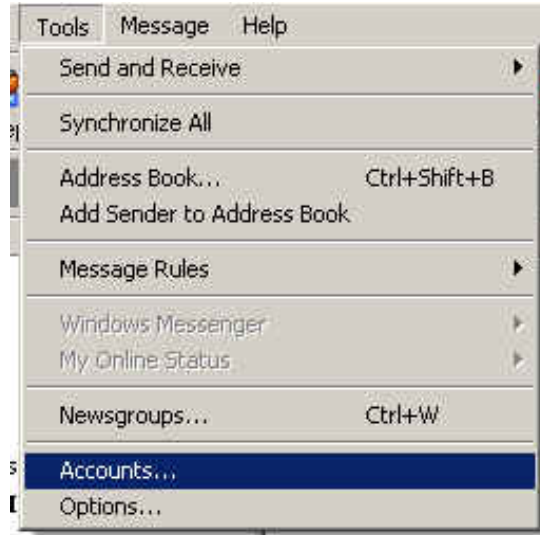 Tools Message Help
Send and Receive
Synchronize All
Address Book... Ctrl+Shift+B
Add Sender to Address Book
Message Rules
Windows Messenger
My Online Status
Newsgroups... Ctrl+W
Accounts...
Options...